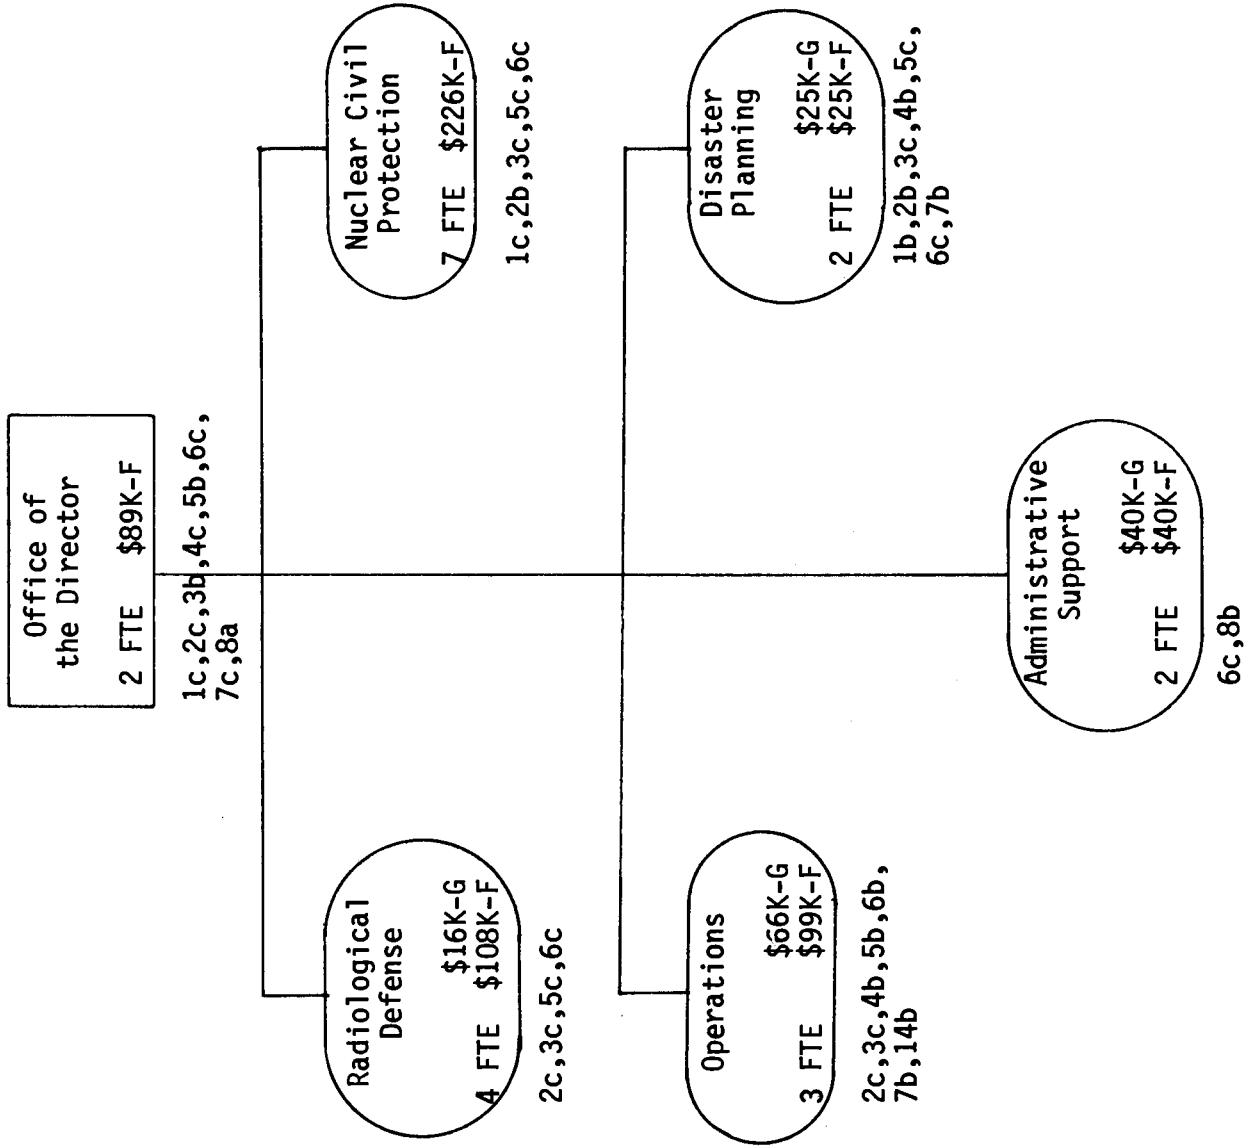 Office of
the Director
2 FTE $89K-F
1c,2c,3b,4c,5b,6c,
7c,8a
Radiological
Defense
$16K-G
4 FTE $108K-F
2c,3c,5c,6c
Nuclear Civil
Protection
7 FTE $226K-F
1c,2b,3c,5c,6c
Operations
$66K-G
3 FTE $99K-F
2c,3c,4b,5b,6b,
7b,14b
Disaster
Planning
$25K-G
2 FTE $25K-F
1b,2b,3c,4b,5c,
6c,7b
Administrative
Support
$40K-G
2 FTE $40K-F
6c,8b